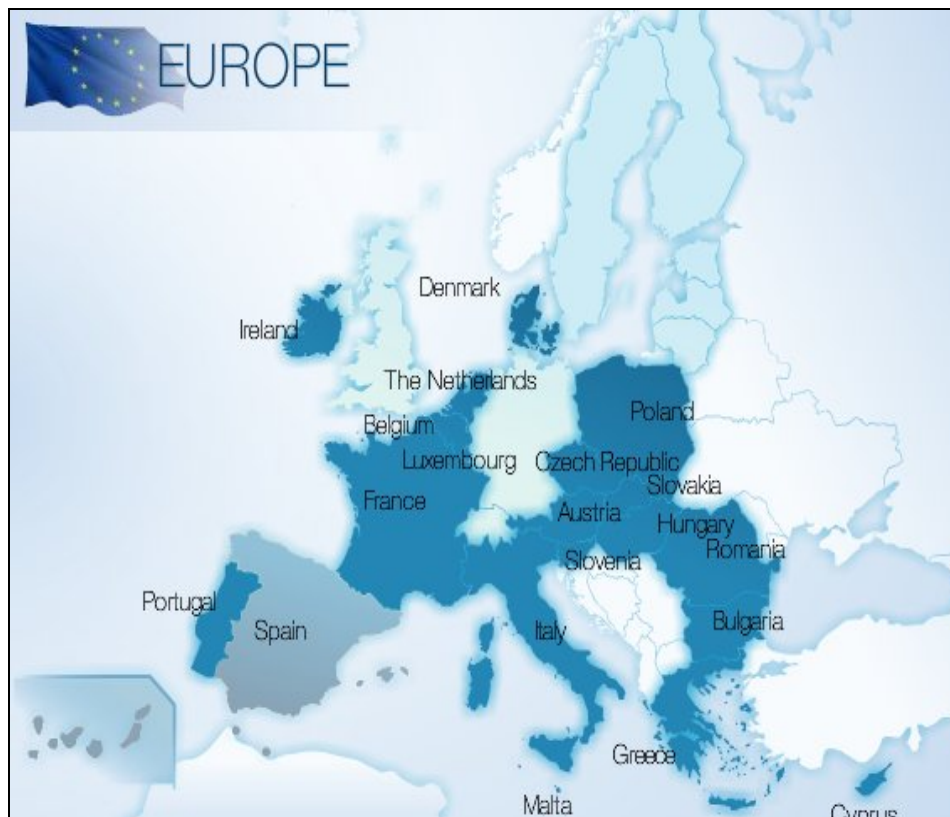 EUROPE
Denmark
Ireland
The Netherlands
Poland
Belgium
Luxembourg
Czech Republic
Slovakia
France
Austria
Hungary
Romania
Slovenia
Portugal
Spain
Italy
Bulgaria
Greece
Malta
Cyprus